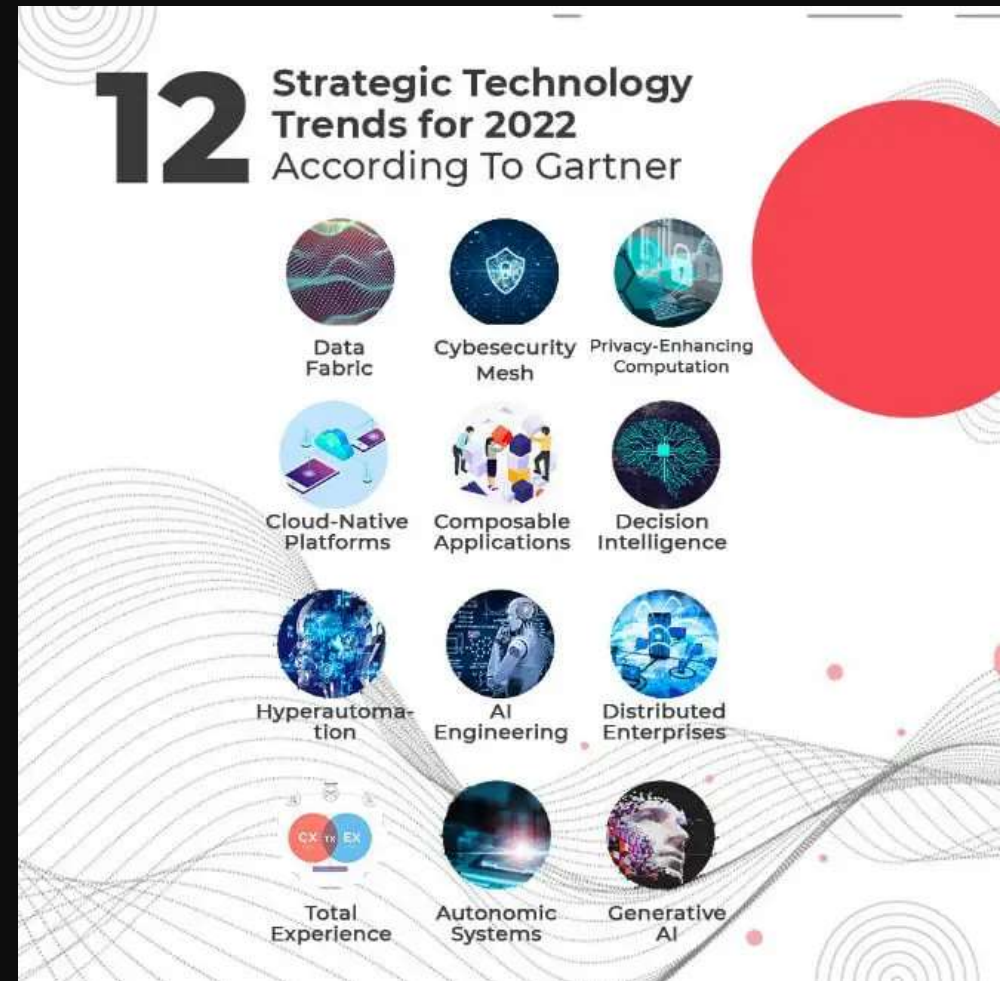 12
Strategic Technology
Trends for 2022
According To Gartner
Data
Fabric
Cybesecurity
Mesh
Privacy-Enhancing
Computation
Cloud-Native
Platforms
Composable
Applications
Decision
Intelligence
Hyperautoma-
tion
AI
Engineering
Distributed
Enterprises
CX TX EX
Total
Experience
Autonomic
Systems
Generative
AI